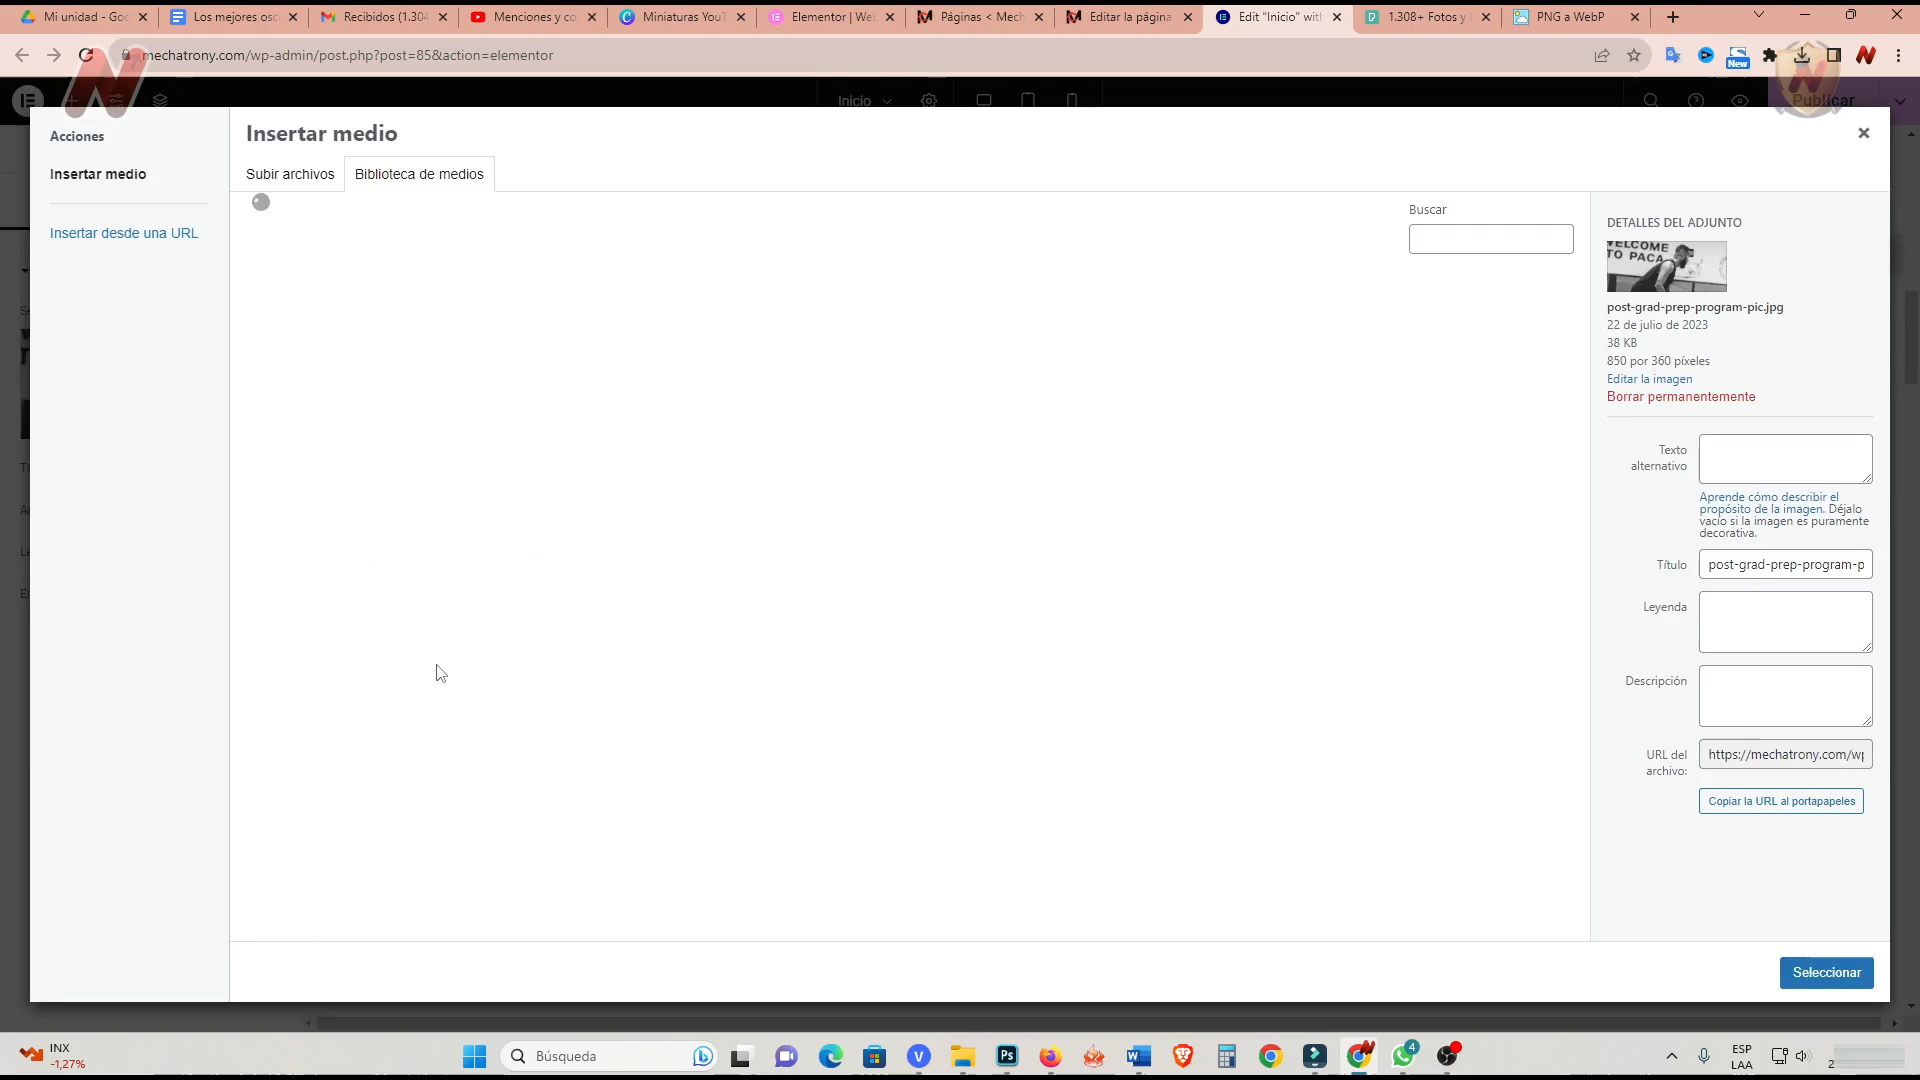 Mi unidad - Goo
Los mejores osc
Recibidos (1.304
Menciones y co
Miniaturas YouT
Elementor | Web
Páginas < Mech
Editar la página
Edit "Inicio" with
1.308+ Fotos y
PNG a WebP
mechatrony.com/wp-admin/post.php?post=85&action=elementor
New
Inicio
Publicar
Acciones
Insertar medio
Insertar desde una URL
Insertar medio
Subir archivos
Biblioteca de medios
Buscar
DETALLES DEL ADJUNTO
WELCOME
TO PACA
post-grad-prep-program-pic.jpg
22 de julio de 2023
38 KB
850 por 360 píxeles
Editar la imagen
Borrar permanentemente
Texto
alternativo
Aprende cómo describir el
propósito de la imagen. Déjalo
vacío si la imagen es puramente
decorativa.
Título
post-grad-prep-program-p
Leyenda
Descripción
URL del
archivo:
https://mechatrony.com/wp
Copiar la URL al portapapeles
Seleccionar
INX
-1,27%
Búsqueda
4
ESP
LAA
2